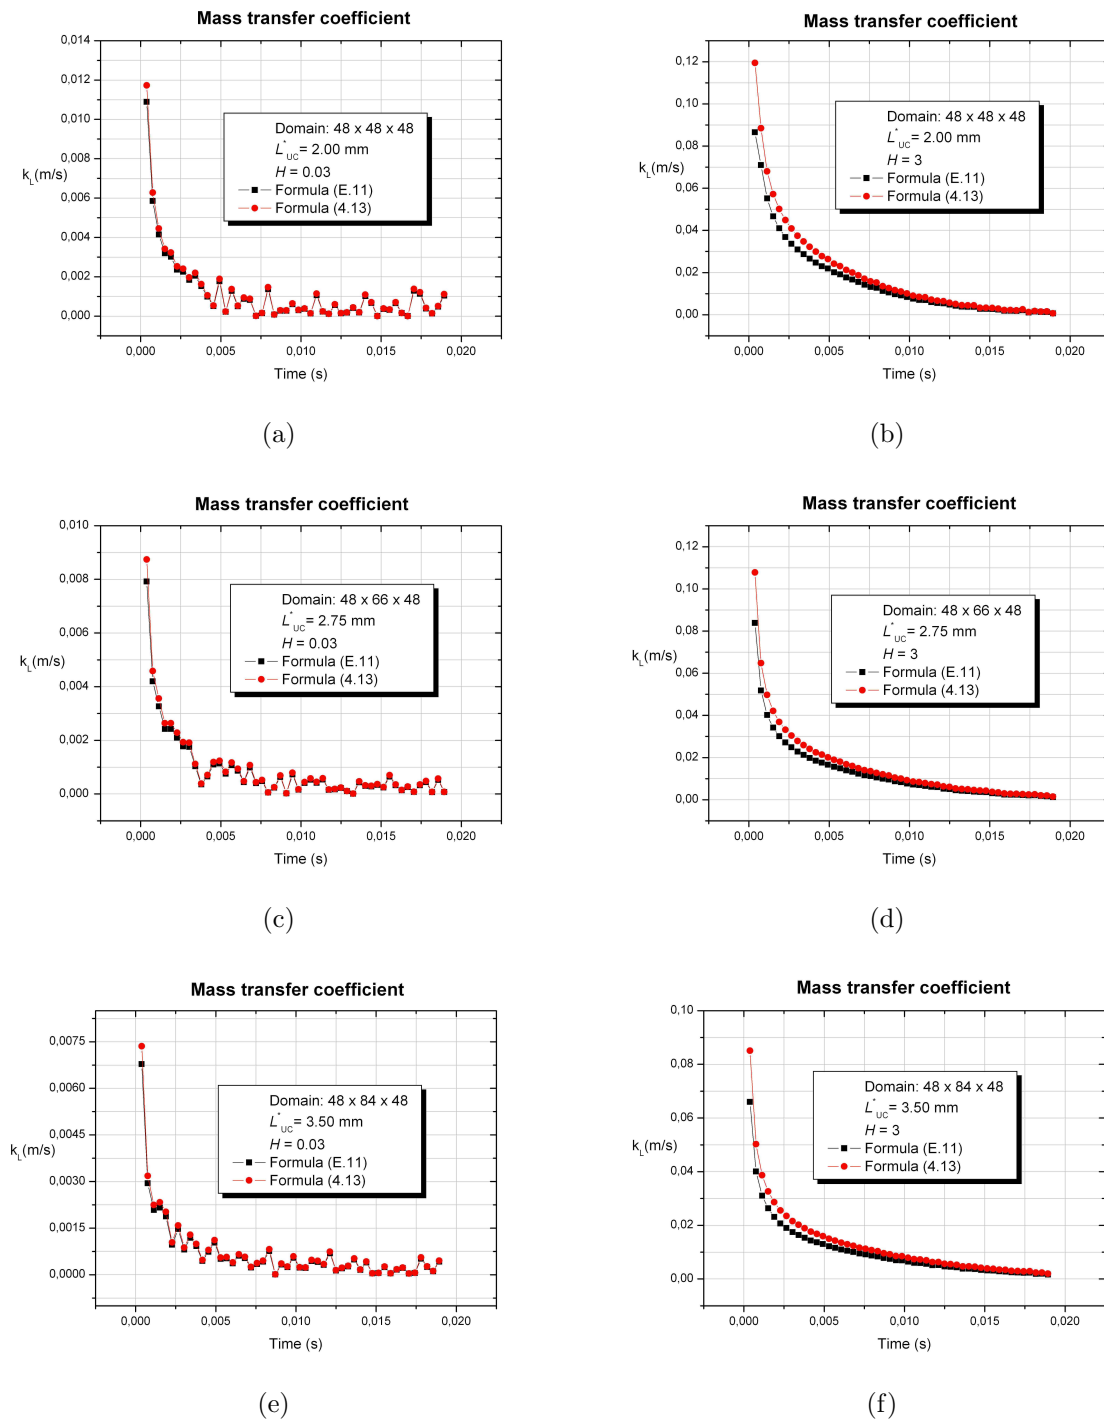 Mass transfer coefficient
0,014
0,012
0,010
0,008
0,006
0,004
0,002
0,000
k_L(m/s)
Domain: 48 x 48 x 48
L*_UC = 2.00 mm
H = 0.03
Formula (E.11)
Formula (4.13)
0,000 0,005 0,010 0,015 0,020
Time (s)
(a)
Mass transfer coefficient
0,12
0,10
0,08
0,06
0,04
0,02
0,00
k_L(m/s)
Domain: 48 x 48 x 48
L*_UC = 2.00 mm
H = 3
Formula (E.11)
Formula (4.13)
0,000 0,005 0,010 0,015 0,020
Time (s)
(b)
Mass transfer coefficient
0,010
0,008
0,006
0,004
0,002
0,000
k_L(m/s)
Domain: 48 x 66 x 48
L*_UC = 2.75 mm
H = 0.03
Formula (E.11)
Formula (4.13)
0,000 0,005 0,010 0,015 0,020
Time (s)
(c)
Mass transfer coefficient
0,12
0,10
0,08
0,06
0,04
0,02
0,00
k_L(m/s)
Domain: 48 x 66 x 48
L*_UC = 2.75 mm
H = 3
Formula (E.11)
Formula (4.13)
0,000 0,005 0,010 0,015 0,020
Time (s)
(d)
Mass transfer coefficient
0,0075
0,0060
0,0045
0,0030
0,0015
0,0000
k_L(m/s)
Domain: 48 x 84 x 48
L*_UC = 3.50 mm
H = 0.03
Formula (E.11)
Formula (4.13)
0,000 0,005 0,010 0,015 0,020
Time (s)
(e)
Mass transfer coefficient
0,10
0,08
0,06
0,04
0,02
0,00
k_L(m/s)
Domain: 48 x 84 x 48
L*_UC = 3.50 mm
H = 3
Formula (E.11)
Formula (4.13)
0,000 0,005 0,010 0,015 0,020
Time (s)
(f)